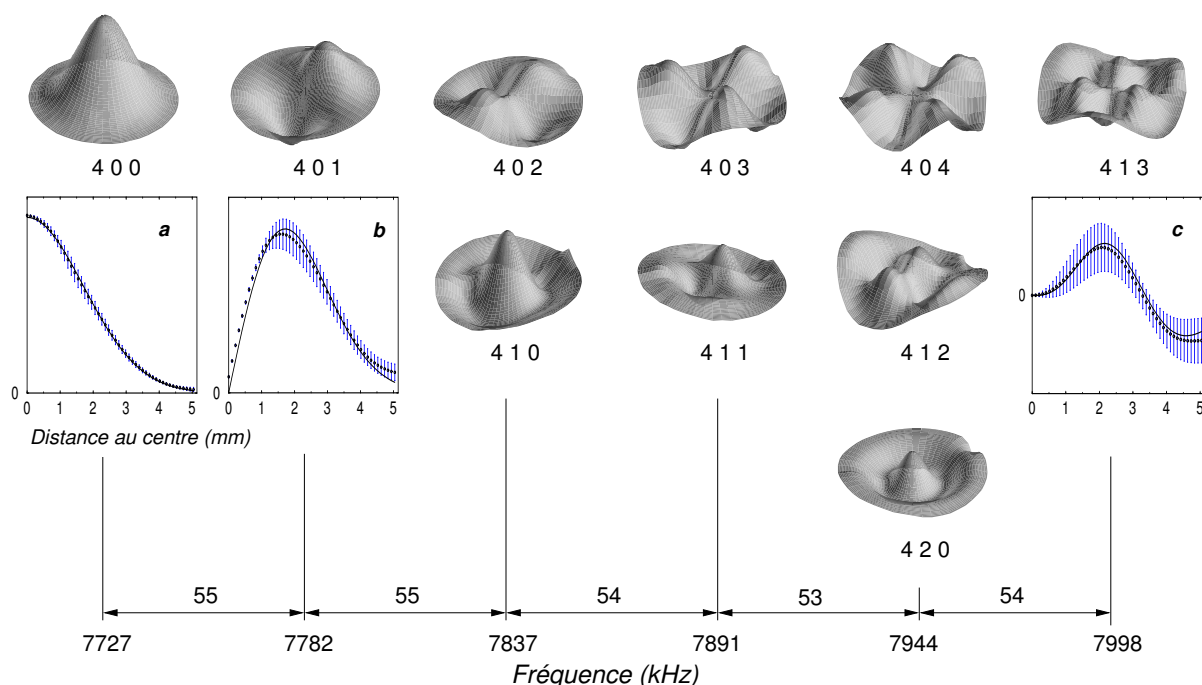 4 0 0 4 0 1 4 0 2 4 0 3 4 0 4 4 1 3
a b c
0
4 1 0 4 1 1 4 1 2
0 0
0 1 2 3 4 5 0 1 2 3 4 5 0 1 2 3 4 5
Distance au centre (mm)
4 2 0
55 55 54 53 54
7727 7782 7837 7891 7944 7998
Fréquence (kHz)